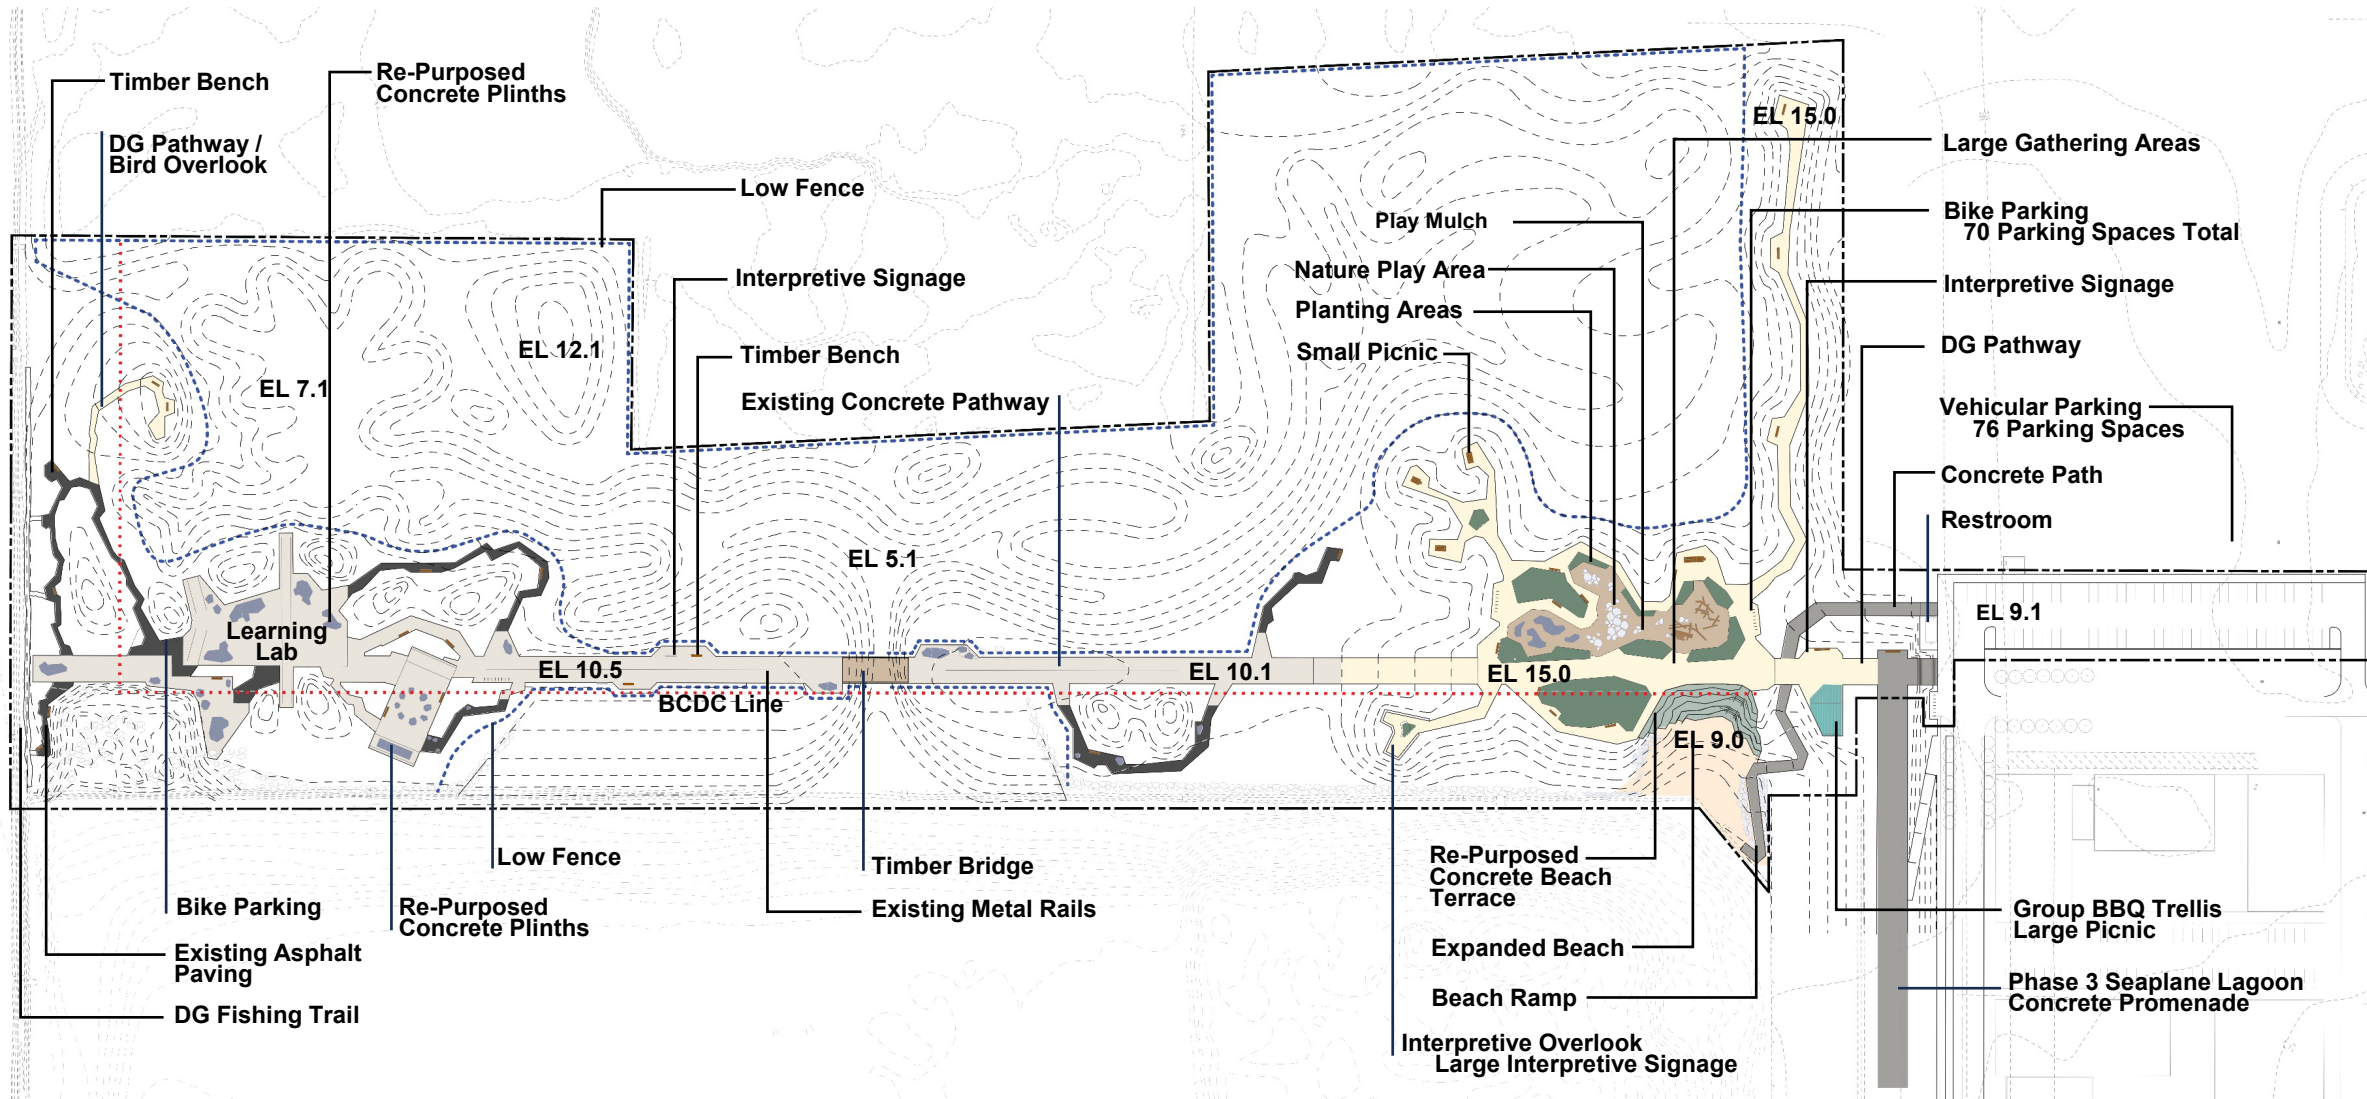 Timber Bench
DG Pathway /
Bird Overlook
Re-Purposed
Concrete Plinths
Low Fence
Interpretive Signage
Timber Bench
Existing Concrete Pathway
EL 7.1
EL 12.1
EL 5.1
Play Mulch
Nature Play Area
Planting Areas
Small Picnic
EL 15.0
Large Gathering Areas
Bike Parking
70 Parking Spaces Total
Interpretive Signage
DG Pathway
Vehicular Parking
76 Parking Spaces
Concrete Path
Restroom
EL 9.1
Learning
Lab
EL 10.5
BCDC Line
EL 10.1
EL 15.0
EL 9.0
Bike Parking
Existing Asphalt
Paving
DG Fishing Trail
Re-Purposed
Concrete Plinths
Low Fence
Timber Bridge
Existing Metal Rails
Re-Purposed
Concrete Beach
Terrace
Expanded Beach
Beach Ramp
Interpretive Overlook
Large Interpretive Signage
Group BBQ Trellis
Large Picnic
Phase 3 Seaplane Lagoon
Concrete Promenade